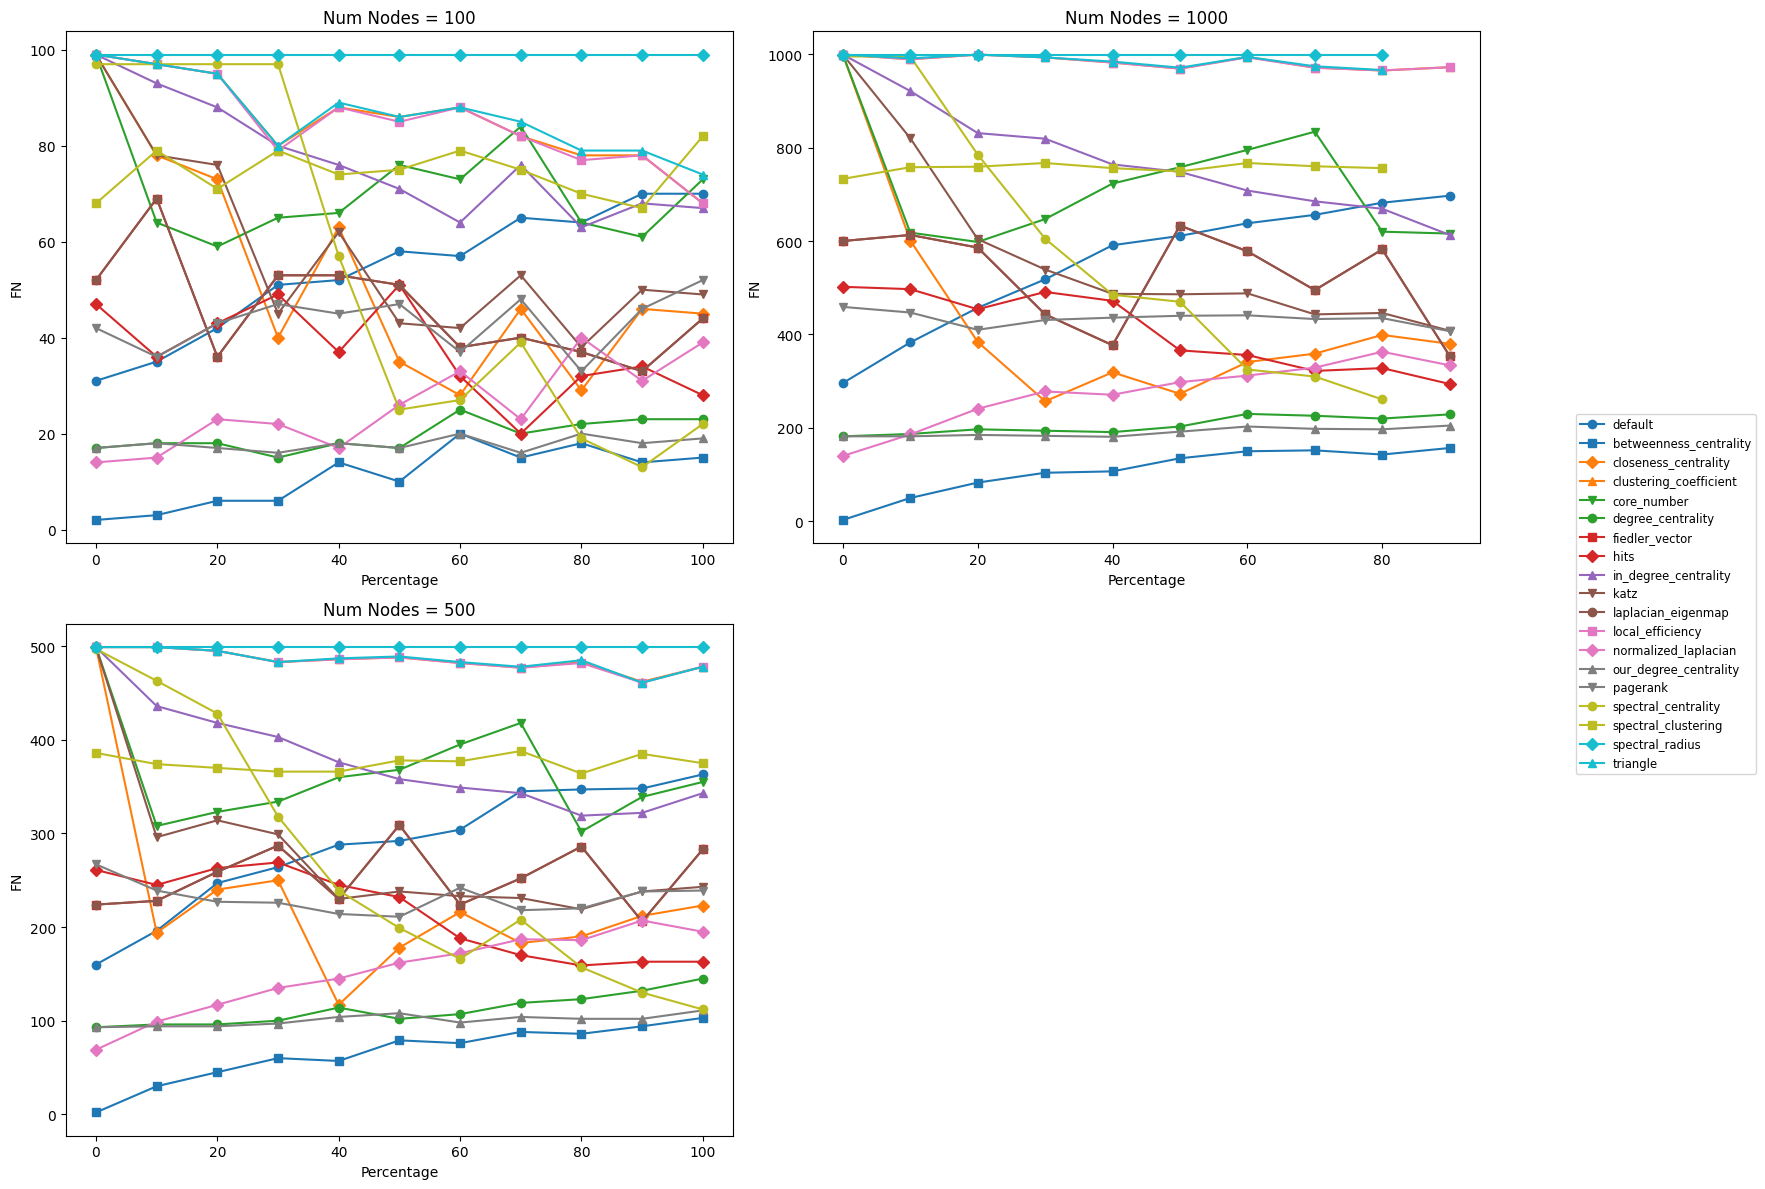 Num Nodes = 100
100
80
60
40
20
0
FN
0 20 40 60 80 100
Percentage
Num Nodes = 1000
1000
800
600
400
200
0
FN
0 20 40 60 80
Percentage
default
betweenness_centrality
closeness_centrality
clustering_coefficient
core_number
degree_centrality
fiedler_vector
hits
in_degree_centrality
katz
laplacian_eigenmap
local_efficiency
normalized_laplacian
our_degree_centrality
pagerank
spectral_centrality
spectral_clustering
spectral_radius
triangle
Num Nodes = 500
500
400
300
200
100
0
FN
0 20 40 60 80 100
Percentage